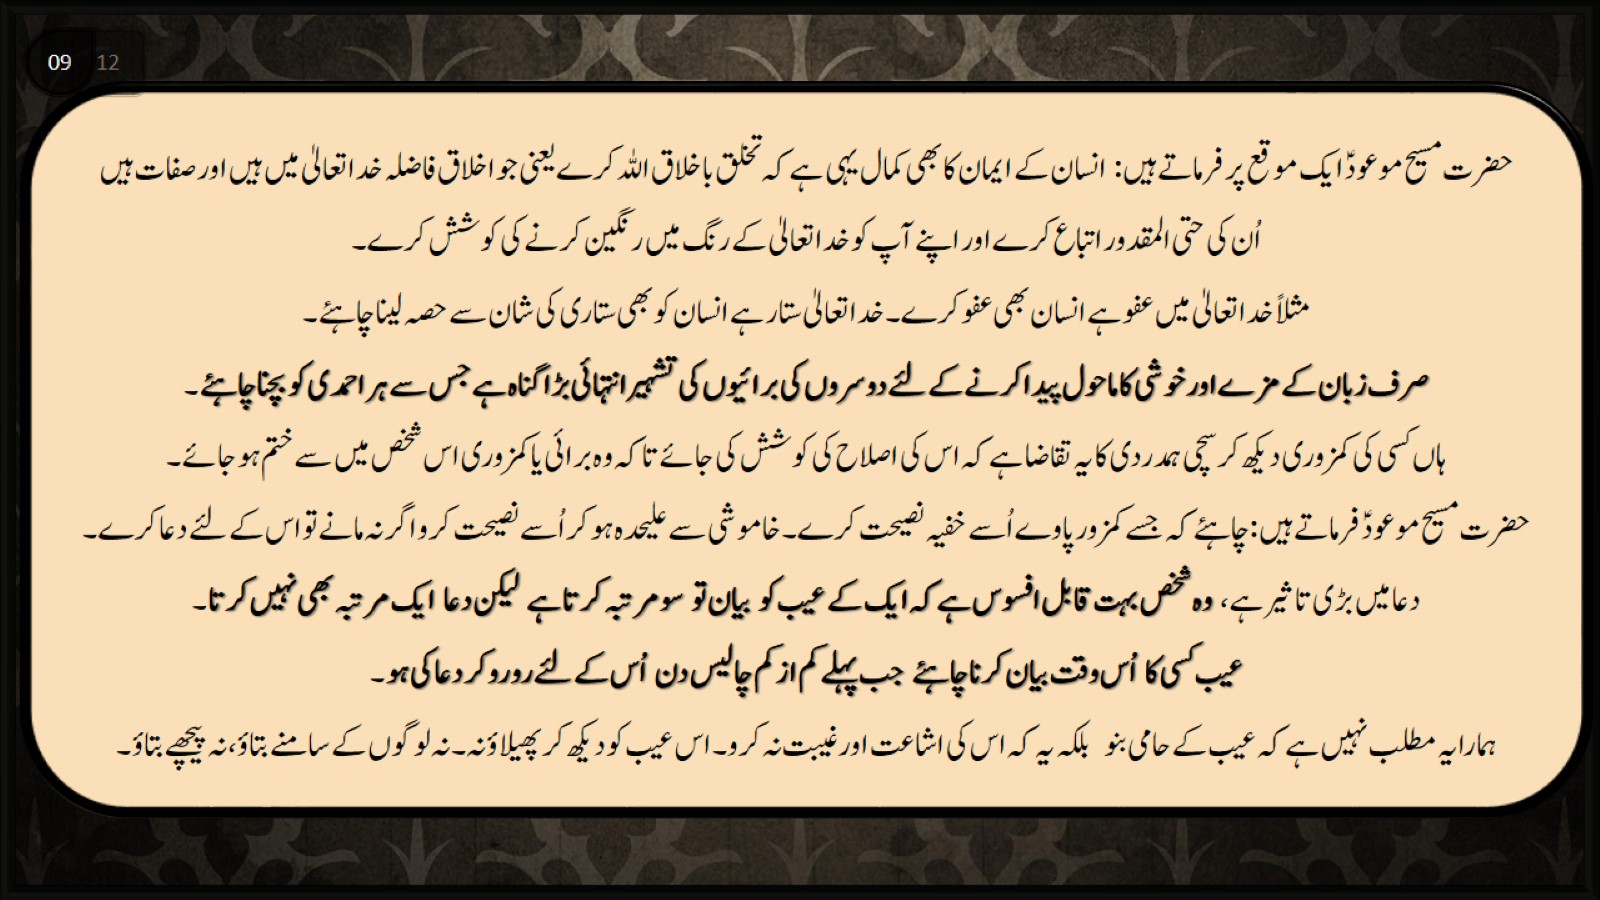 09 12
حضرت مسیح موعودؑ ایک موقع پر فرماتے ہیں: انسان کے ایمان کا بھی کمال یہی ہے کہ تخلق باخلاق اللہ کرے یعنی جو اخلاق فاضلہ خدا تعالیٰ میں ہیں اور صفات ہیں
اُن کی حتی المقدور اتباع کرے اور اپنے آپ کو خدا تعالیٰ کے رنگ میں رنگین کرنے کی کوشش کرے۔
مثلاً خدا تعالیٰ میں عفو ہے انسان بھی عفو کرے۔ خدا تعالیٰ ستار ہے انسان کو بھی ستاری کی شان سے حصہ لینا چاہئے۔
صرف زبان کے مزے اور خوشی کا ماحول پیدا کرنے کے لئے دوسروں کی برائیوں کی تشہیر انتہائی بڑا گناہ ہے جس سے ہر احمدی کو بچنا چاہئے۔
ہاں کسی کی کمزوری دیکھ کر سچی ہمدردی کا یہ تقاضا ہے کہ اس کی اصلاح کی کوشش کی جائے تاکہ وہ برائی یا کمزوری اس شخص میں سے ختم ہو جائے۔
حضرت مسیح موعودؑ فرماتے ہیں: چاہئے کہ جسے کمزور پاوے اُسے خفیہ نصیحت کرے۔ خاموشی سے علیحدہ ہو کر اُسے نصیحت کرو اگر نہ مانے تو اس کے لئے دعا کرے۔
دعا میں بڑی تاثیر ہے، وہ شخص بہت قابل افسوس ہے کہ ایک کے عیب کو بیان تو سو مرتبہ کرتا ہے لیکن دعا ایک مرتبہ بھی نہیں کرتا۔
عیب کسی کا اُس وقت بیان کرنا چاہئے جب پہلے کم از کم چالیس دن اُس کے لئے رو رو کر دعا کی ہو۔
ہمارا یہ مطلب نہیں ہے کہ عیب کے حامی بنو بلکہ یہ کہ اس کی اشاعت اور غیبت نہ کرو۔ اس عیب کو دیکھ کر پھیلاؤ نہ۔ نہ لوگوں کے سامنے بتاؤ، نہ پیچھے بتاؤ۔